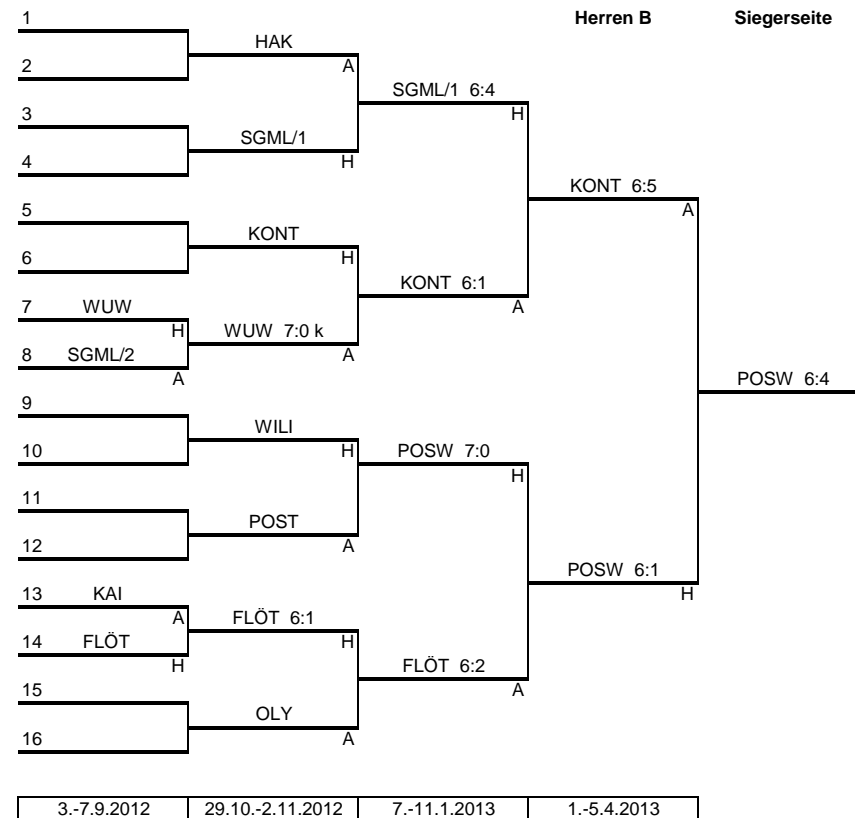 1 Herren B Siegerseite
HAK
2 A
SGML/1 6:4
3 H
SGML/1
4 H
KONT 6:5
5 A
KONT
6 H
KONT 6:1
7 WUW A
H WUW 7:0 k
8 SGML/2 A
A POSW 6:4
9
WILI
10 H POSW 7:0
H
11
POST
12 A
POSW 6:1
13 KAI H
A FLÖT 6:1
14 FLÖT H
H FLÖT 6:2
15 A
OLY
16 A
3.-7.9.2012 29.10.-2.11.2012 7.-11.1.2013 1.-5.4.2013